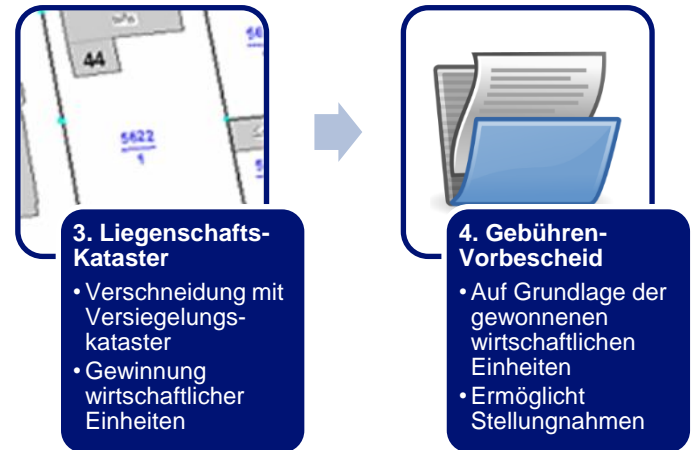 44
5622
1
3. Liegenschafts-
Kataster
• Verschneidung mit
Versiegelungs-
kataster
• Gewinnung
wirtschaftlicher
Einheiten
4. Gebühren-
Vorbescheid
• Auf Grundlage der
gewonnenen
wirtschaftlichen
Einheiten
• Ermöglicht
Stellungnahmen